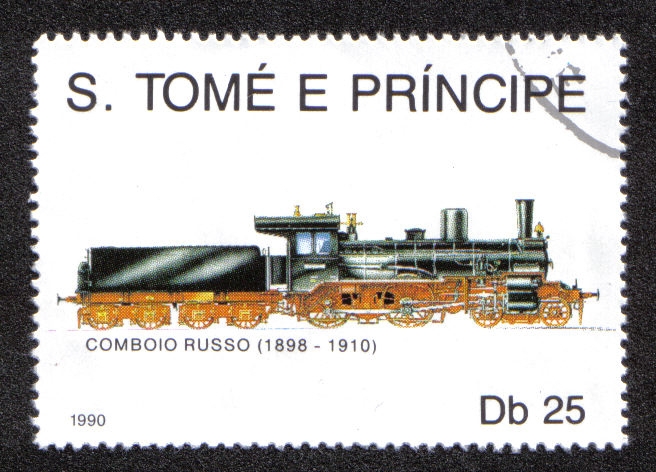 S. TOMÉ E PRÍNCIPE
COMBOIO RUSSO (1898 - 1910)
1990
Db 25